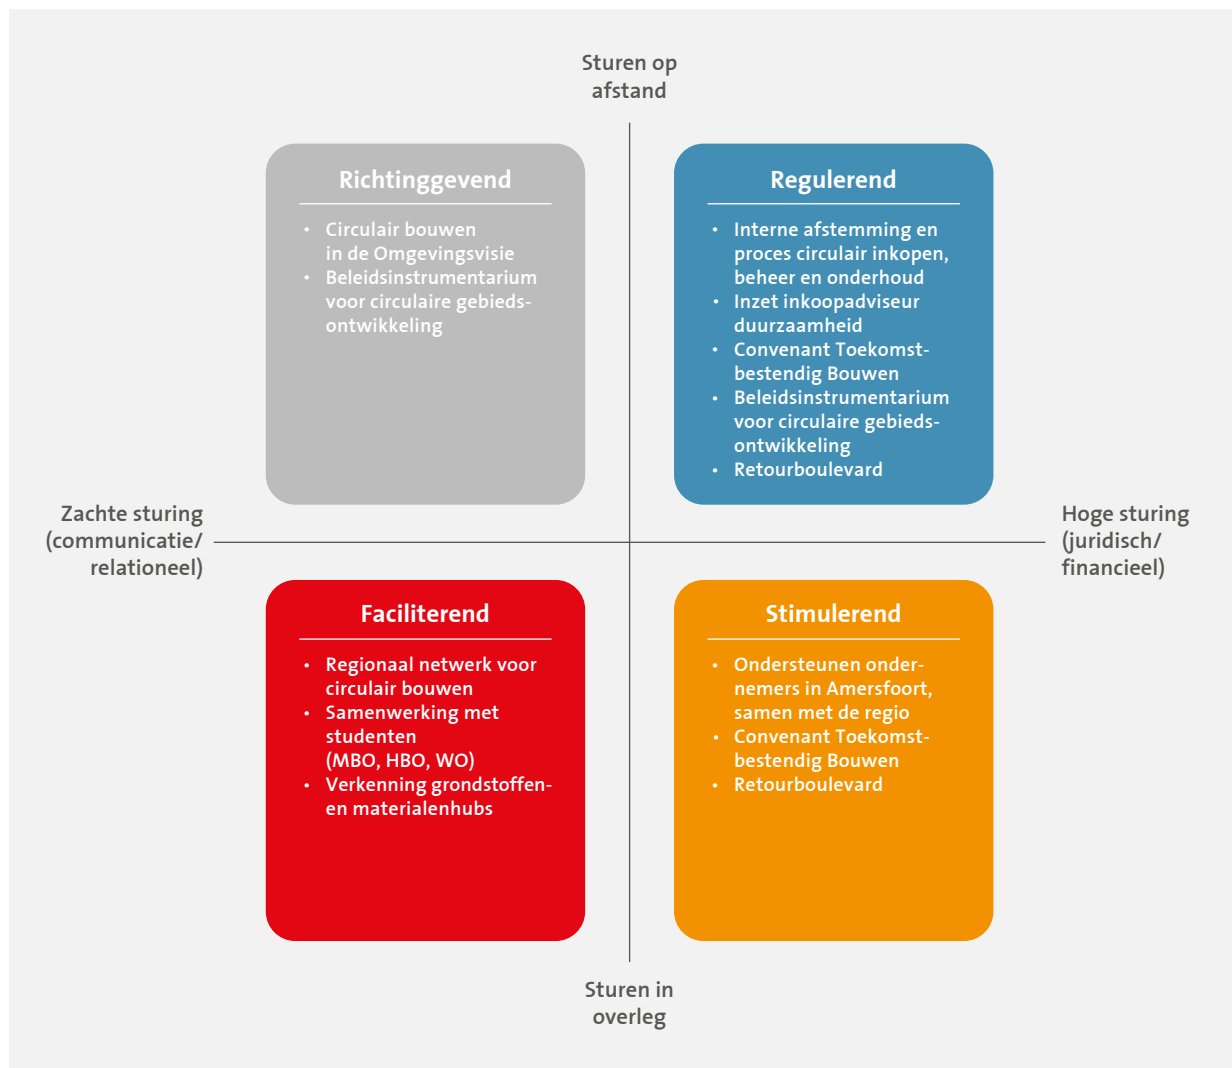 Sturen op
afstand
Richtinggevend
• Circulair bouwen
in de Omgevingsvisie
• Beleidsinstrumentarium
voor circulaire gebieds-
ontwikkeling
Regulerend
• Interne afstemming en
proces circulair inkopen,
beheer en onderhoud
• Inzet inkoopadviseur
duurzaamheid
• Convenant Toekomst-
bestendig Bouwen
• Beleidsinstrumentarium
voor circulaire gebieds-
ontwikkeling
• Retourboulevard
Zachte sturing
(communicatie/
relationeel)
Hoge sturing
(juridisch/
financieel)
Faciliterend
• Regionaal netwerk voor
circulair bouwen
• Samenwerking met
studenten
(MBO, HBO, WO)
• Verkenning grondstoffen-
en materialenhubs
Stimulerend
• Ondersteunen onder-
nemers in Amersfoort,
samen met de regio
• Convenant Toekomst-
bestendig Bouwen
• Retourboulevard
Sturen in
overleg